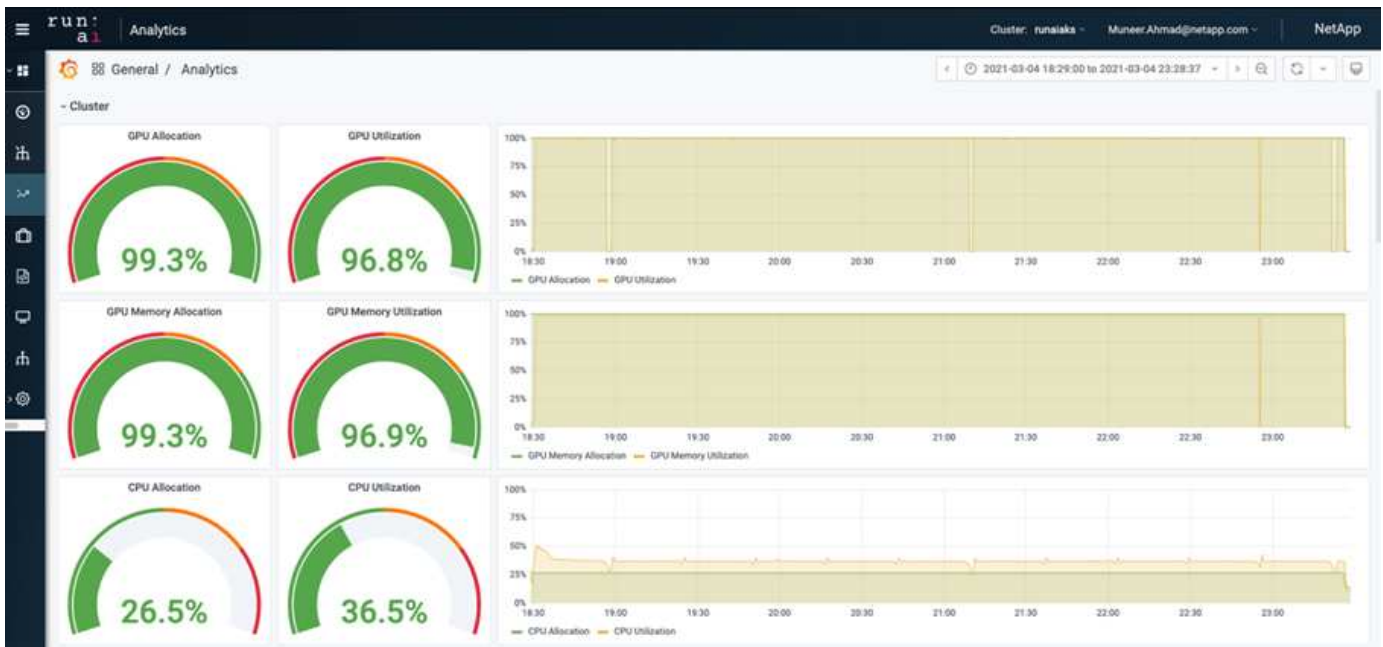 run:
ai
Analytics
Cluster: runaiaks
Muneer.Ahmad@netapp.com
NetApp
General / Analytics
2021-03-04 18:29:00 to 2021-03-04 23:28:37
Cluster
GPU Allocation
99.3%
GPU Utilization
96.8%
100%
75%
50%
25%
0%
18:30 19:00 19:30 20:00 20:30 21:00 21:30 22:00 22:30 23:00
GPU Allocation GPU Utilization
GPU Memory Allocation
99.3%
GPU Memory Utilization
96.9%
100%
75%
50%
25%
0%
18:30 19:00 19:30 20:00 20:30 21:00 21:30 22:00 22:30 23:00
GPU Memory Allocation GPU Memory Utilization
CPU Allocation
26.5%
CPU Utilization
36.5%
100%
75%
50%
25%
0%
18:30 19:00 19:30 20:00 20:30 21:00 21:30 22:00 22:30 23:00
CPU Allocation CPU Utilization